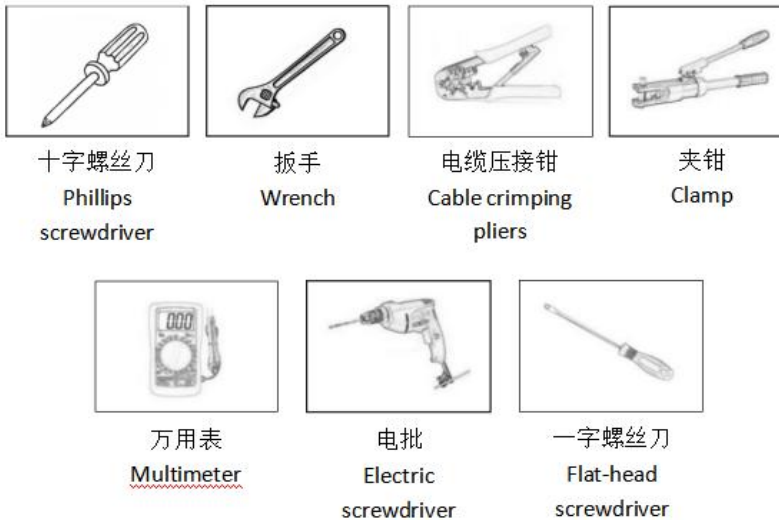 十字螺丝刀
Phillips
screwdriver
扳手
Wrench
电缆压接钳
Cable crimping
pliers
夹钳
Clamp
000
万用表
Multimeter
电批
Electric
screwdriver
一字螺丝刀
Flat-head
screwdriver